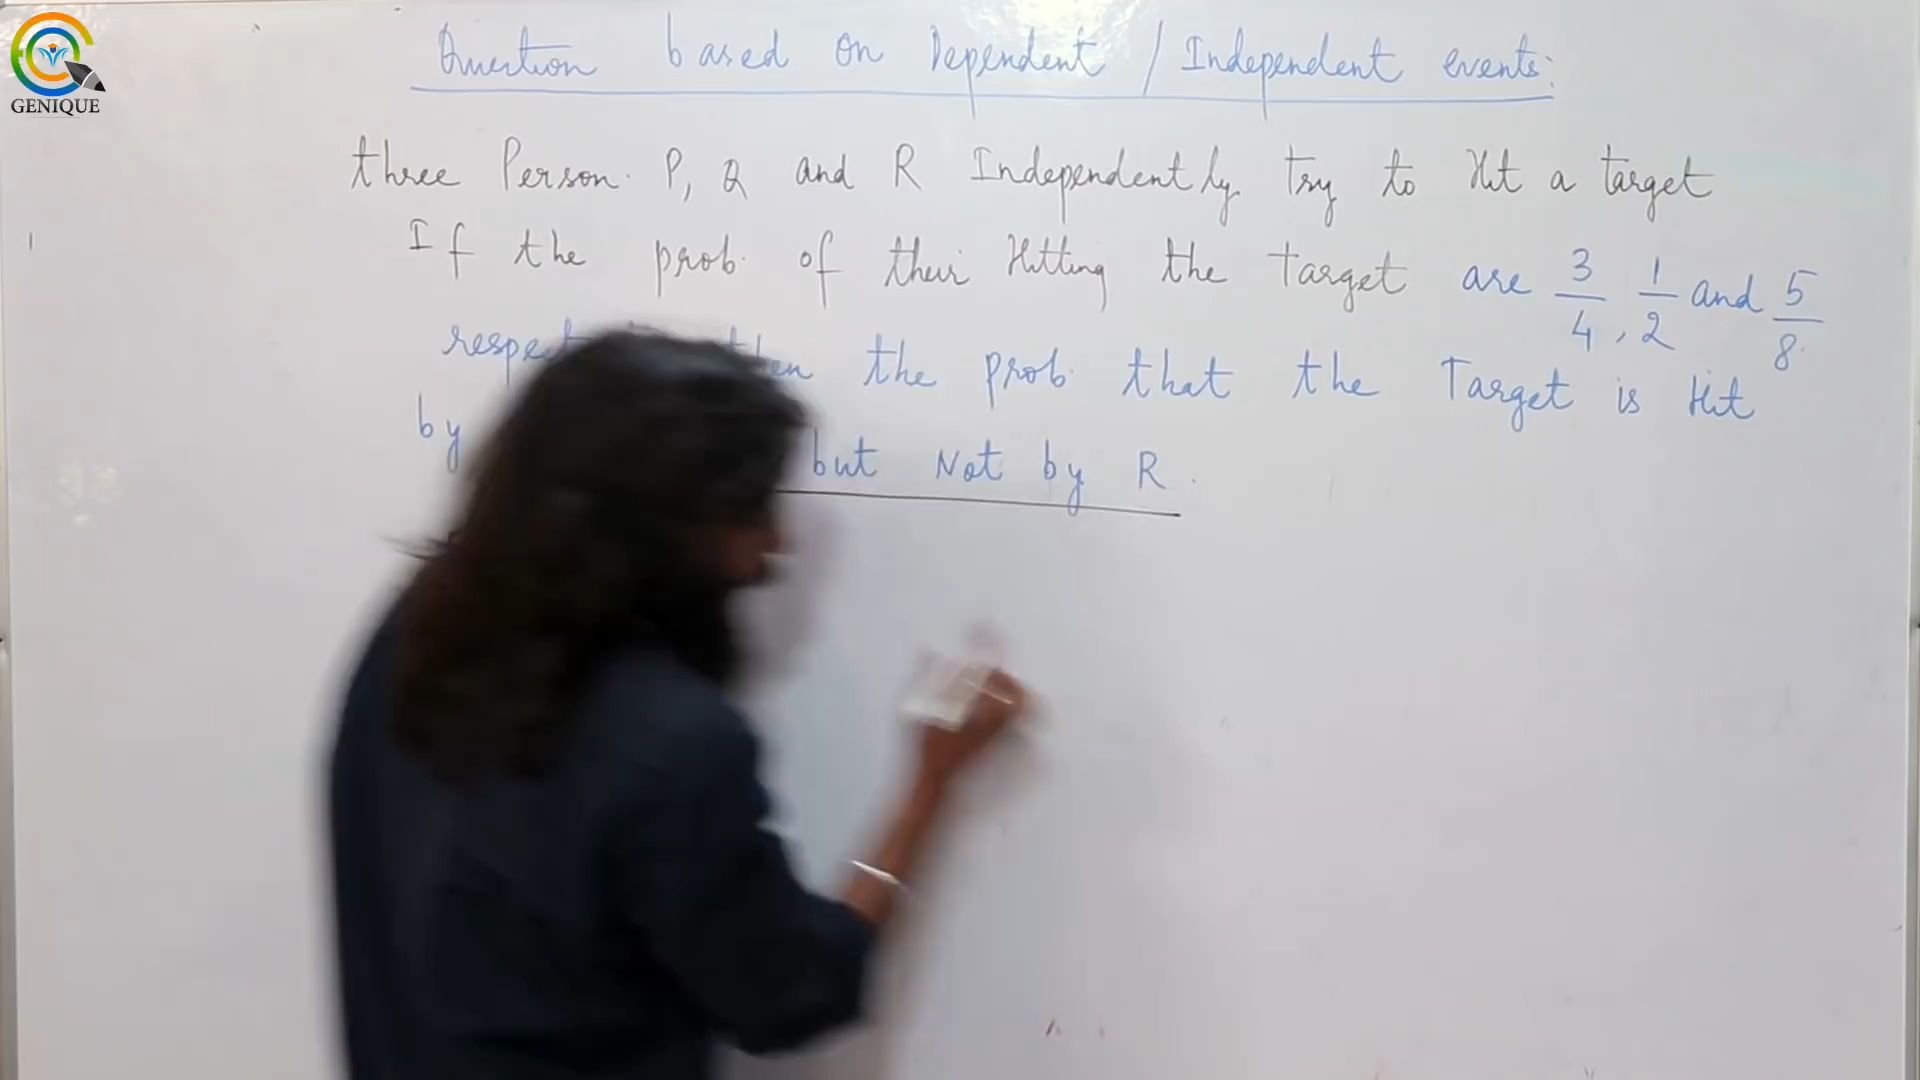 GENIQUE
Question based on Dependent / Independent events:
three Person. P, Q and R Independently Try to Hit a target
If the prob. of their Hitting the Target are 3/4, 1/2 and 5/8
the prob. that the Target is Hit
by but Not by R.